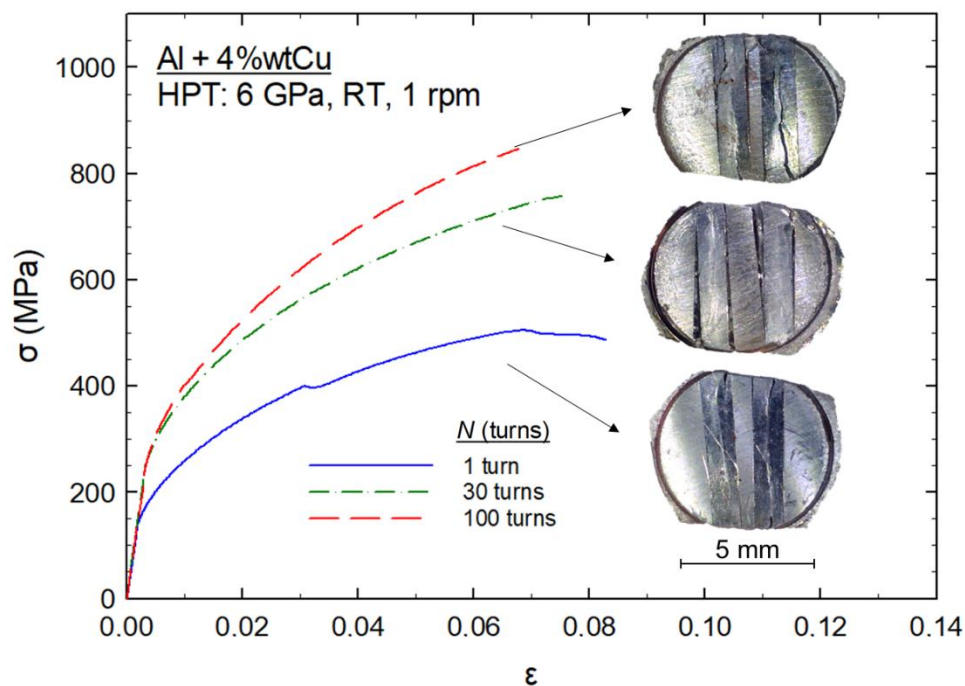 Al + 4%wtCu
HPT: 6 GPa, RT, 1 rpm
σ (MPa)
1000
800
600
400
200
0
N (turns)
1 turn
30 turns
100 turns
5 mm
0.00 0.02 0.04 0.06 0.08 0.10 0.12 0.14
ε